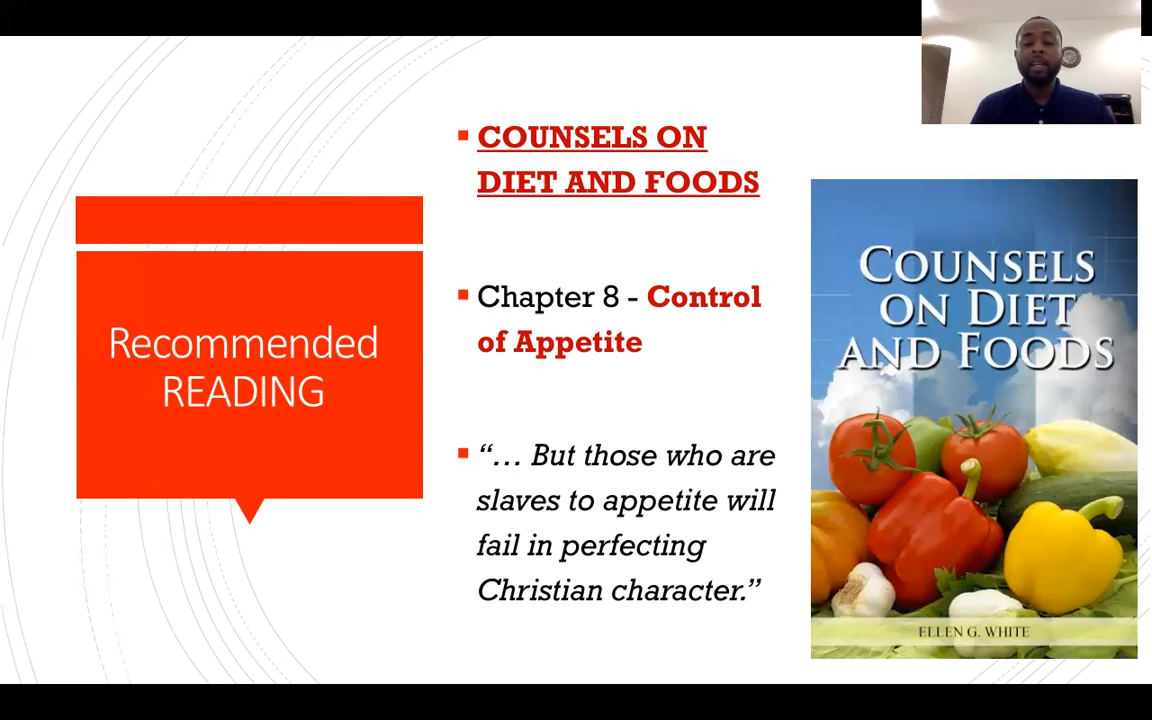 Recommended
READING
COUNSELS ON
DIET AND FOODS
Chapter 8 - Control
of Appetite
“… But those who are
slaves to appetite will
fail in perfecting
Christian character.”
COUNSELS
ON DIET
AND FOODS
ELLEN G. WHITE